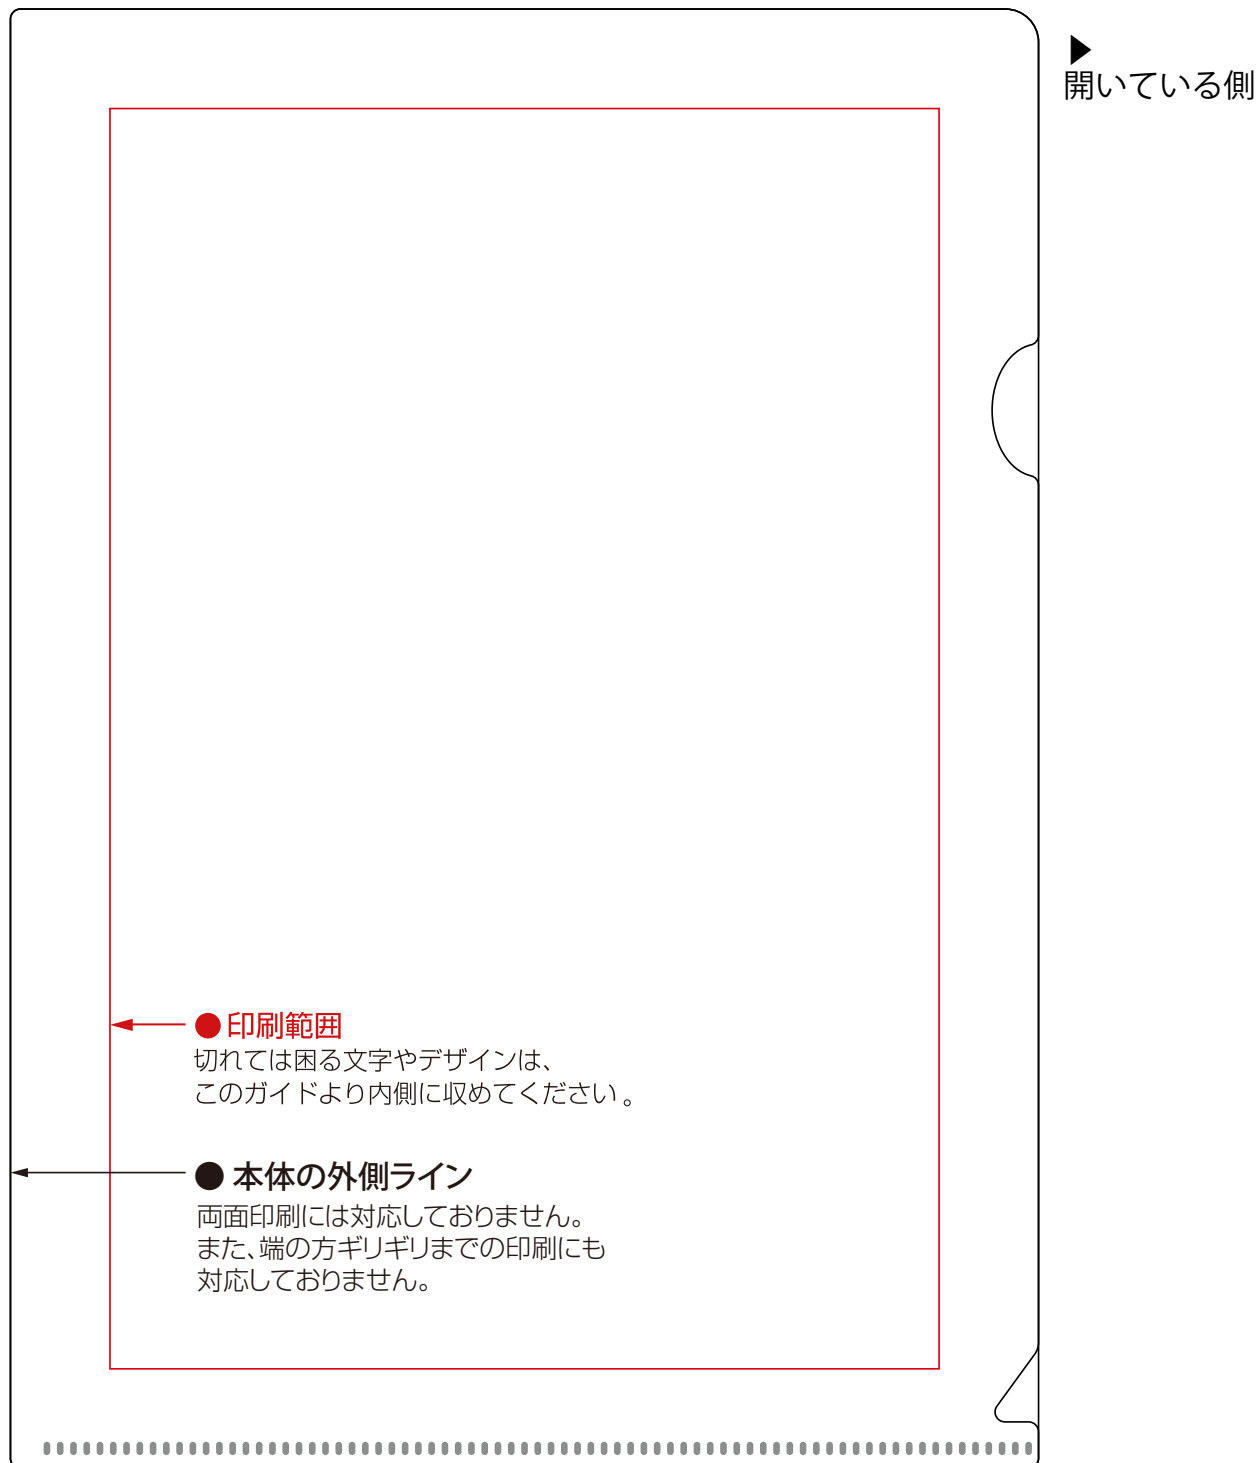 開いている側
●印刷範囲
切れては困る文字やデザインは、
このガイドより内側に収めてください。
●本体の外側ライン
両面印刷には対応しておりません。
また、端の方ギリギリまでの印刷にも
対応しておりません。